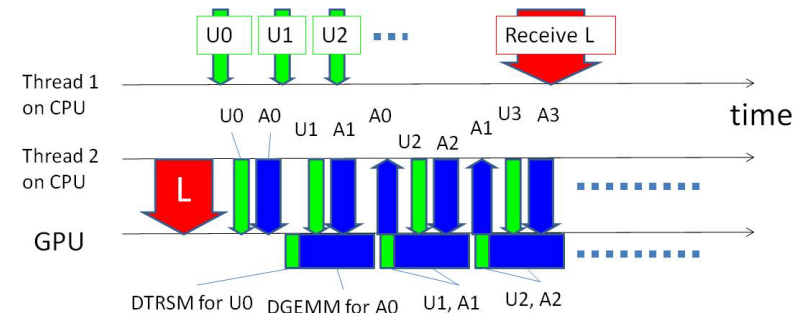 U0 U1 U2 Receive L
Thread 1
on CPU
time
U0 A0 U1 A1 A0 U2 A2 A1 U3 A3
Thread 2
on CPU
L
GPU
DTRSM for U0 DGEMM for A0 U1, A1 U2, A2